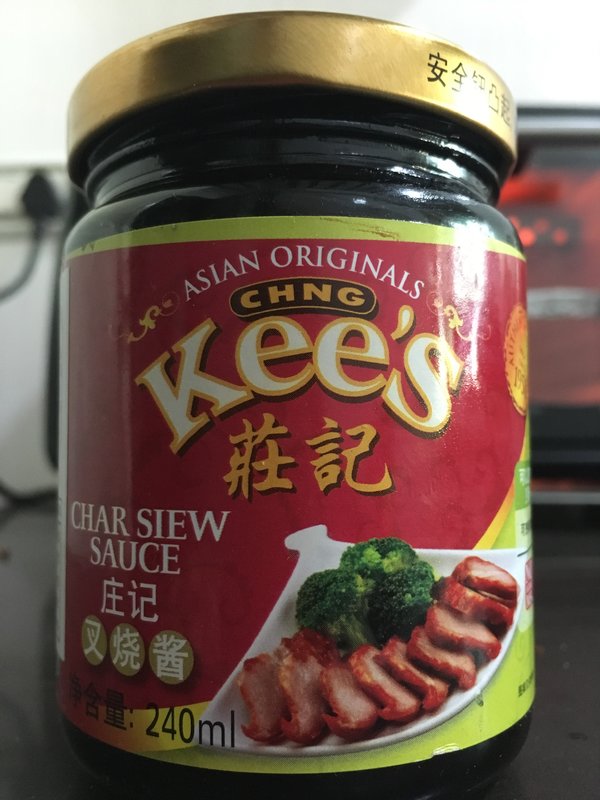 安全钮凸起
ASIAN ORIGINALS
CHNG
Kee's
莊記
CHAR SIEW
SAUCE
庄记
叉烧酱
净含量: 240ml